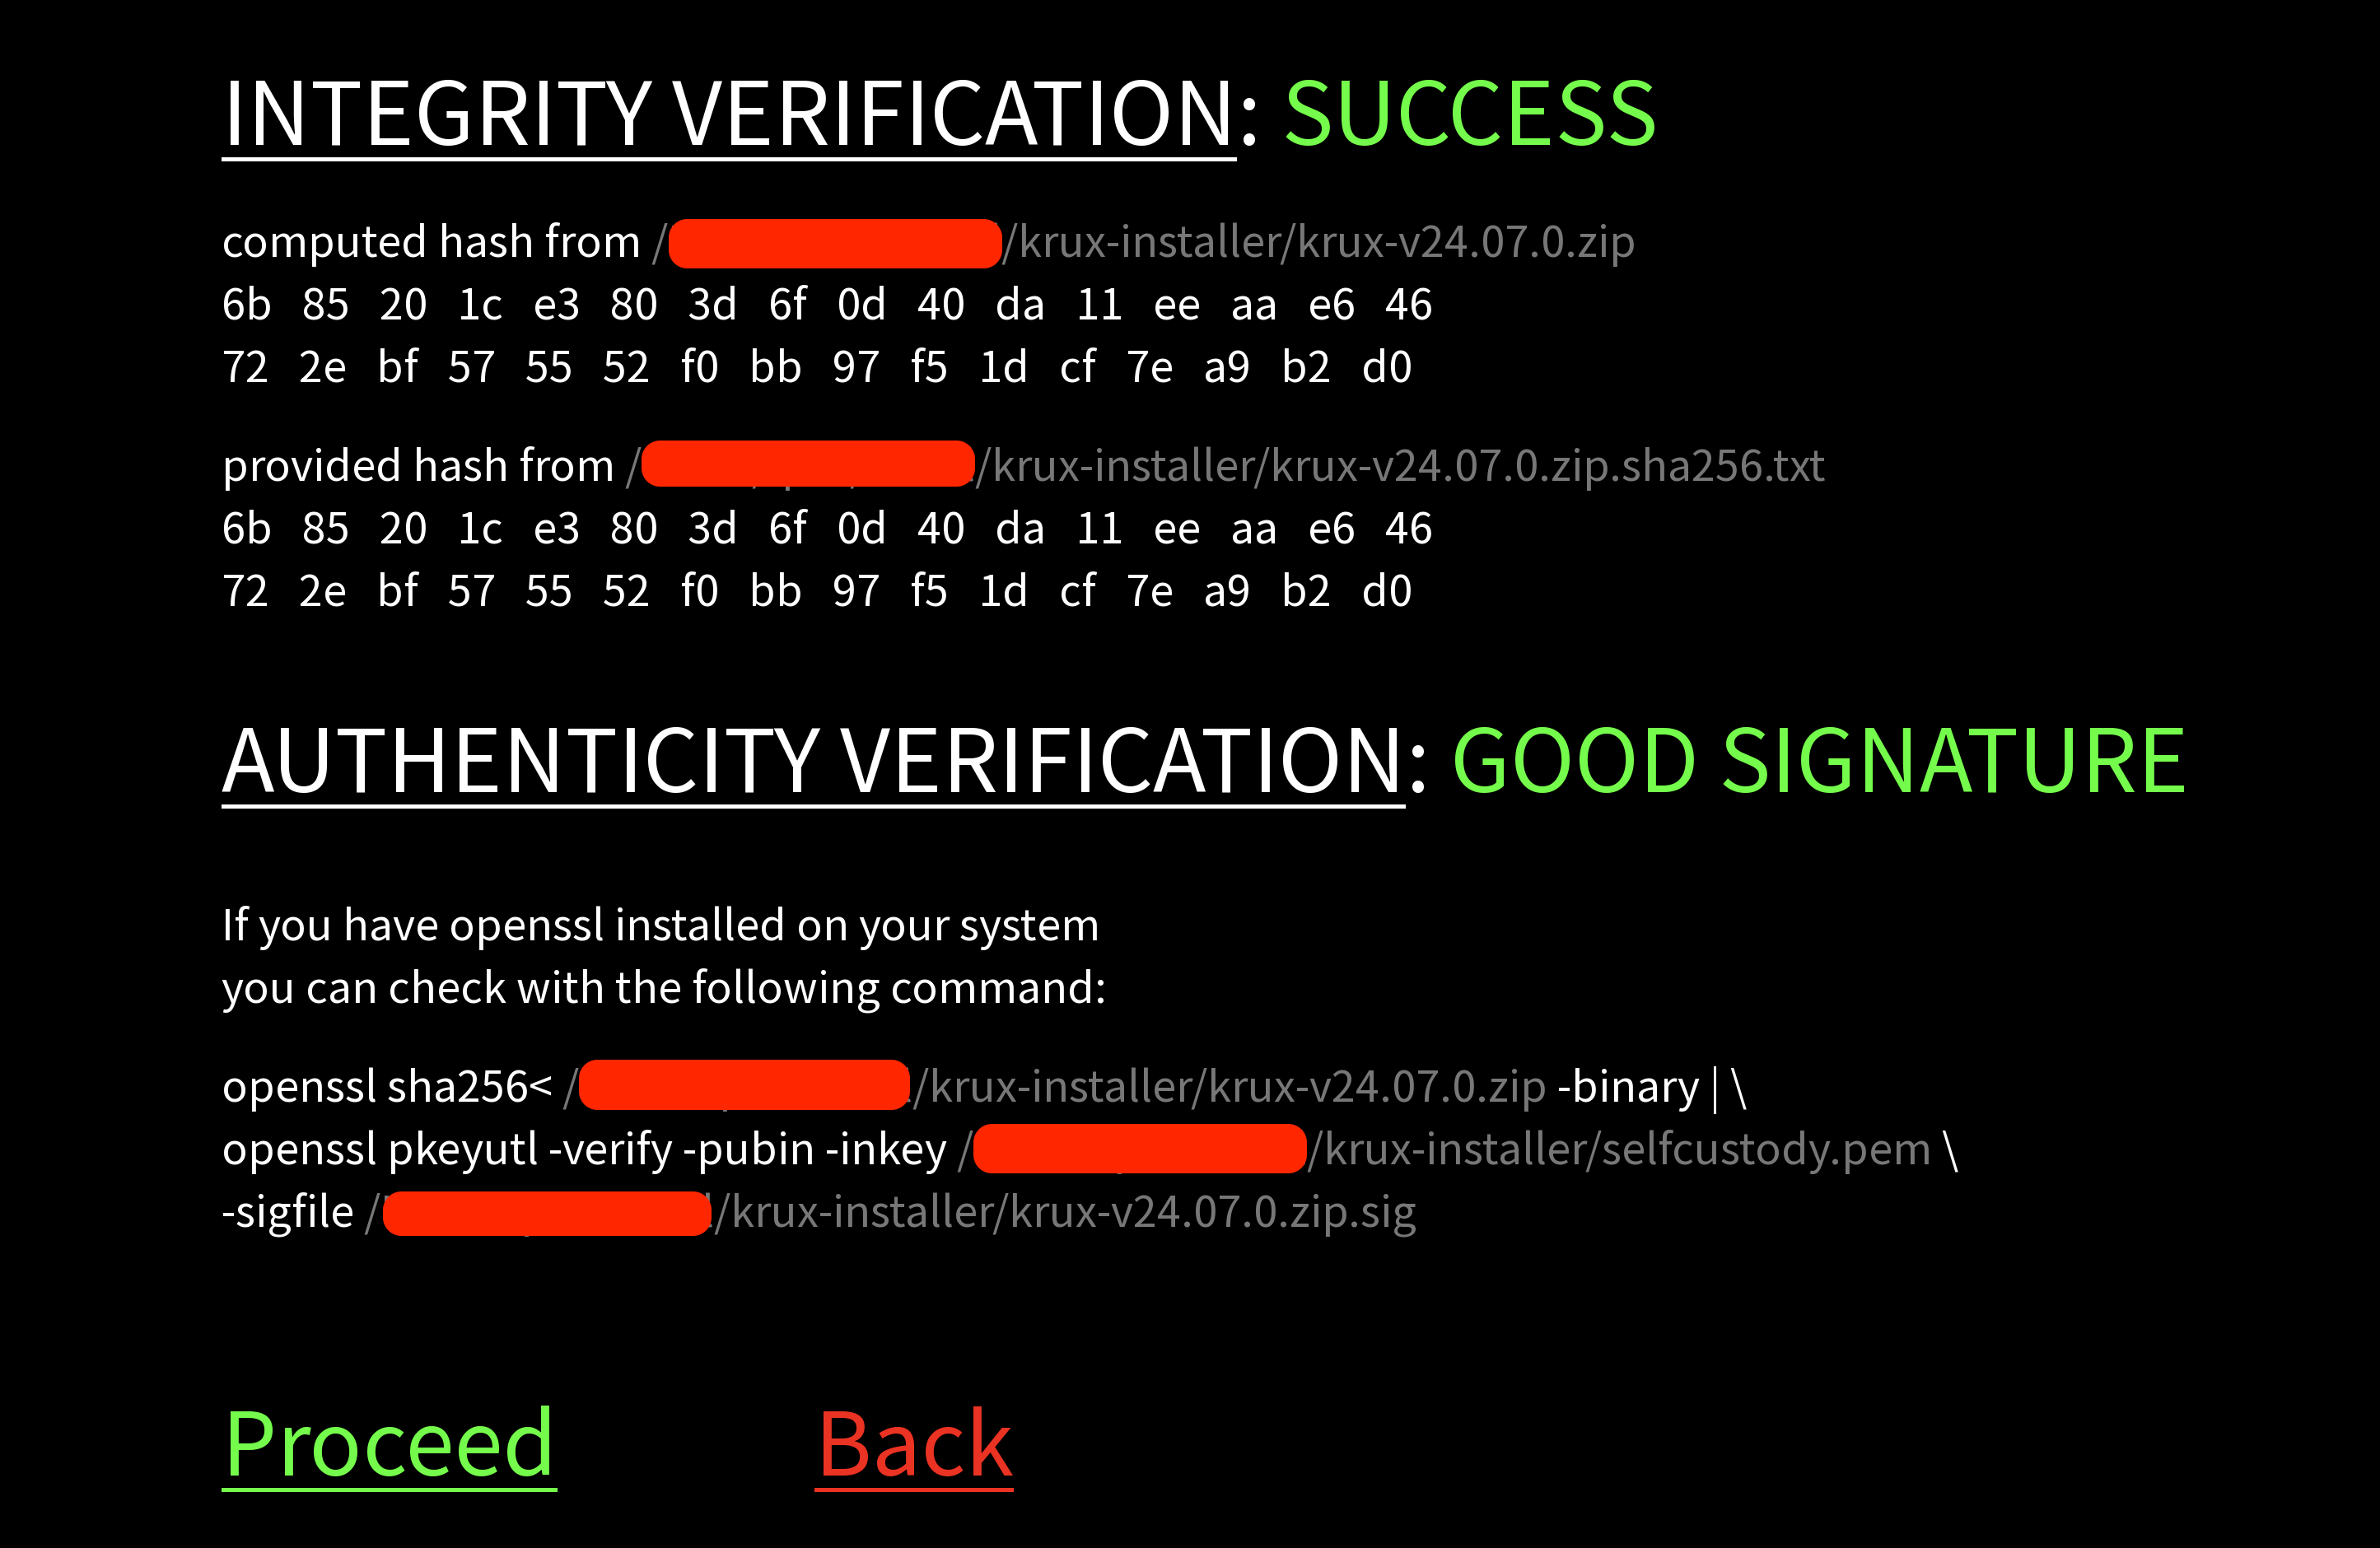 INTEGRITY VERIFICATION: SUCCESS
computed hash from / /krux-installer/krux-v24.07.0.zip
6b 85 20 1c e3 80 3d 6f 0d 40 da 11 ee aa e6 46
72 2e bf 57 55 52 f0 bb 97 f5 1d cf 7e a9 b2 d0
provided hash from / /krux-installer/krux-v24.07.0.zip.sha256.txt
6b 85 20 1c e3 80 3d 6f 0d 40 da 11 ee aa e6 46
72 2e bf 57 55 52 f0 bb 97 f5 1d cf 7e a9 b2 d0
AUTHENTICITY VERIFICATION: GOOD SIGNATURE
If you have openssl installed on your system
you can check with the following command:
openssl sha256< / /krux-installer/krux-v24.07.0.zip -binary | \
openssl pkeyutl -verify -pubin -inkey / /krux-installer/selfcustody.pem \
-sigfile / /krux-installer/krux-v24.07.0.zip.sig
Proceed Back